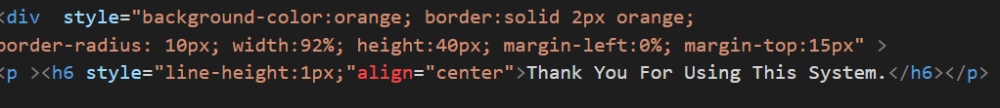 <div  style="background-color:orange; border:solid 2px orange;
border-radius: 10px; width:92%; height:40px; margin-left:0%; margin-top:15px" >
<p ><h6 style="line-height:1px;"align="center">Thank You For Using This System.</h6></p>